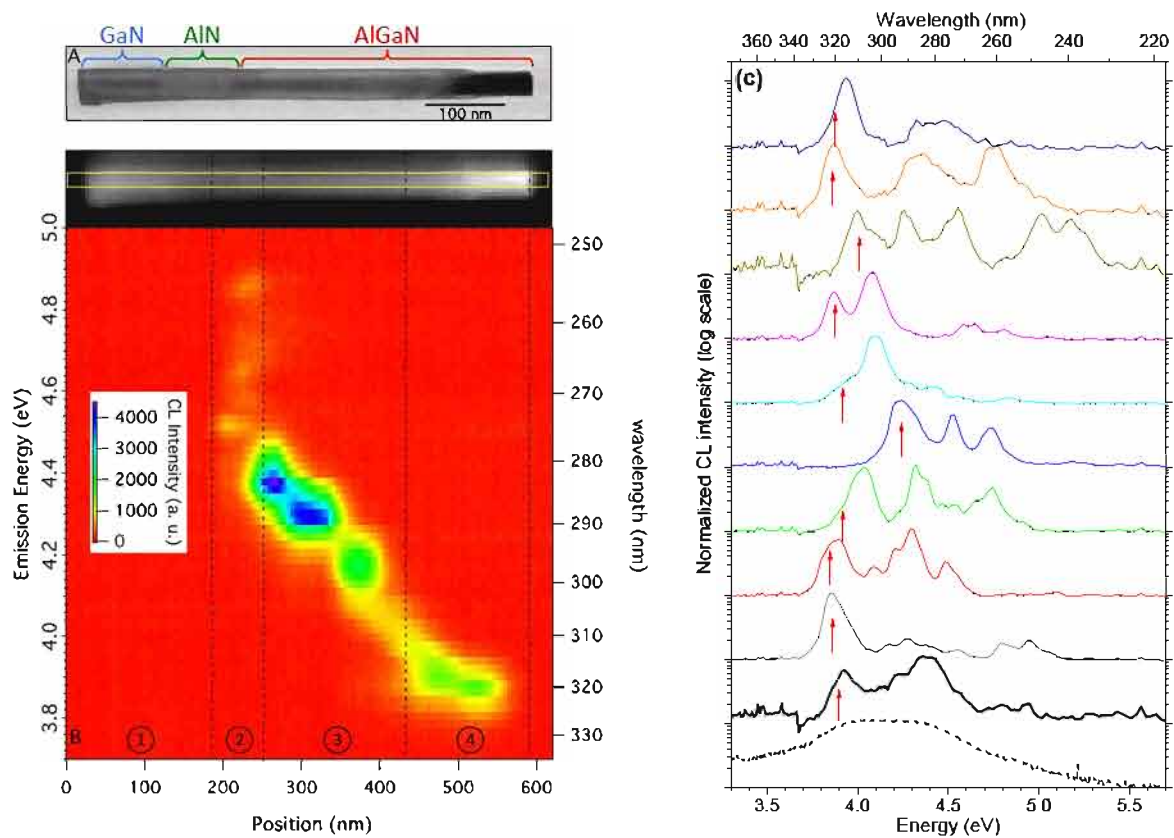 GaN AlN AlGaN
A
100 nm
5.0
4.8
4.6
4.4
4.2
4.0
3.8
Emission Energy (eV)
4000
3000
2000
1000
0
CL Intensity (a. u.)
250
260
270
280
290
300
310
320
330
wavelength (nm)
B
1 2 3 4
0 100 200 300 400 500 600
Position (nm)
Wavelength (nm)
360 340 320 300 280 260 240 220
(c)
Normalized CL intensity (log scale)
3.5 4.0 4.5 5.0 5.5
Energy (eV)